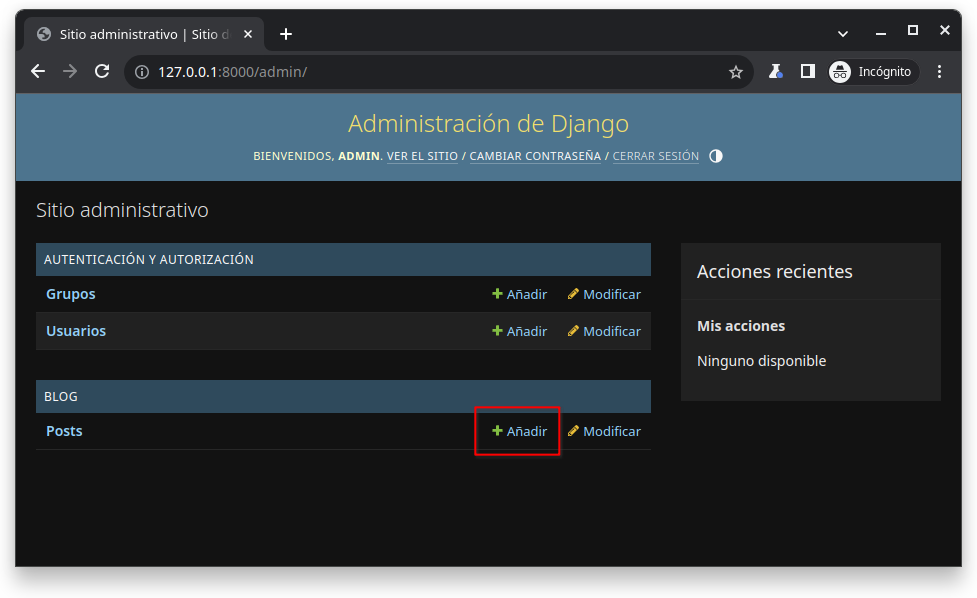 Sitio administrativo | Sitio d
127.0.0.1:8000/admin/
Incógnito
Administración de Django
BIENVENIDOS, ADMIN. VER EL SITIO / CAMBIAR CONTRASEÑA / CERRAR SESIÓN
Sitio administrativo
AUTENTICACIÓN Y AUTORIZACIÓN
Grupos Añadir Modificar
Usuarios Añadir Modificar
BLOG
Posts Añadir Modificar
Acciones recientes
Mis acciones
Ninguno disponible